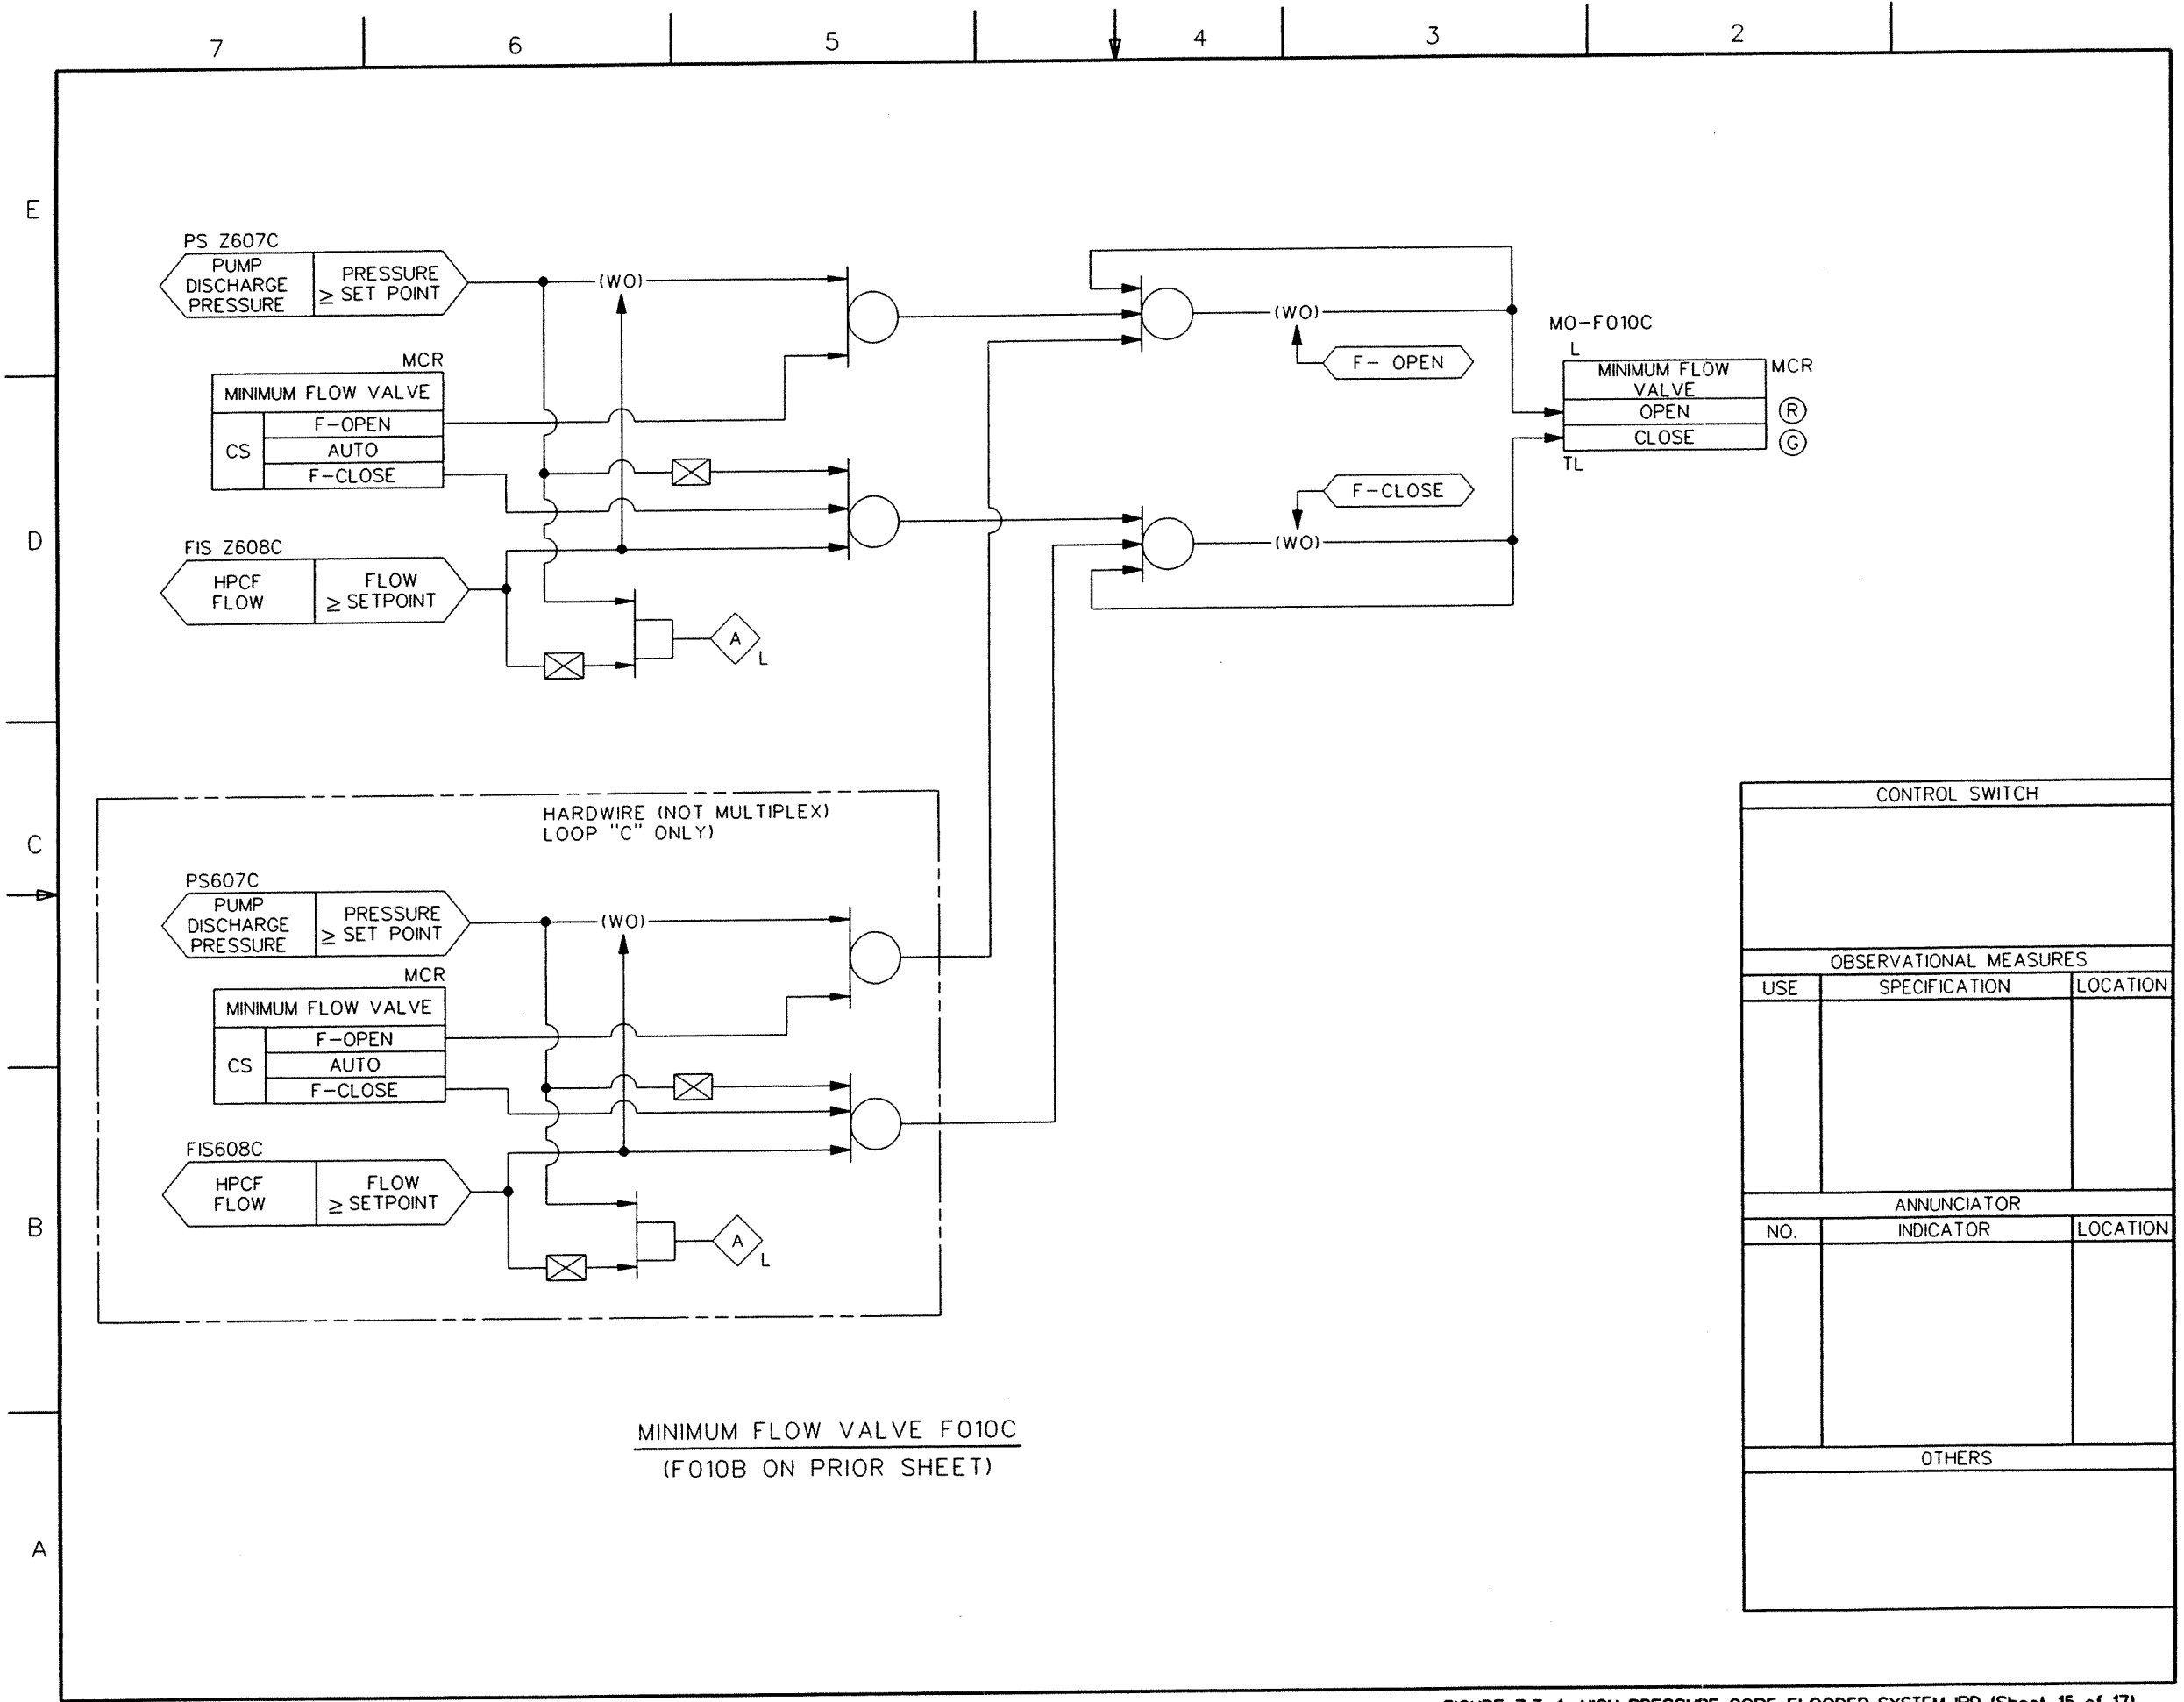 7 6 5 4 3 2
E
PS Z607C
PUMP DISCHARGE PRESSURE
PRESSURE ≥ SET POINT
(WO)
MCR
MINIMUM FLOW VALVE
CS
F-OPEN
AUTO
F-CLOSE
D
FIS Z608C
HPCF FLOW
FLOW ≥ SETPOINT
A
L
(WO)
F- OPEN
F-CLOSE
(WO)
MO-F010C
L
MINIMUM FLOW VALVE
MCR
OPEN
R
CLOSE
G
TL
C
HARDWIRE (NOT MULTIPLEX)
LOOP "C" ONLY)
PS607C
PUMP DISCHARGE PRESSURE
PRESSURE ≥ SET POINT
(WO)
MCR
MINIMUM FLOW VALVE
CS
F-OPEN
AUTO
F-CLOSE
B
FIS608C
HPCF FLOW
FLOW ≥ SETPOINT
A
L
CONTROL SWITCH
OBSERVATIONAL MEASURES
USE SPECIFICATION LOCATION
ANNUNCIATOR
NO. INDICATOR LOCATION
OTHERS
MINIMUM FLOW VALVE F010C
(F010B ON PRIOR SHEET)
A